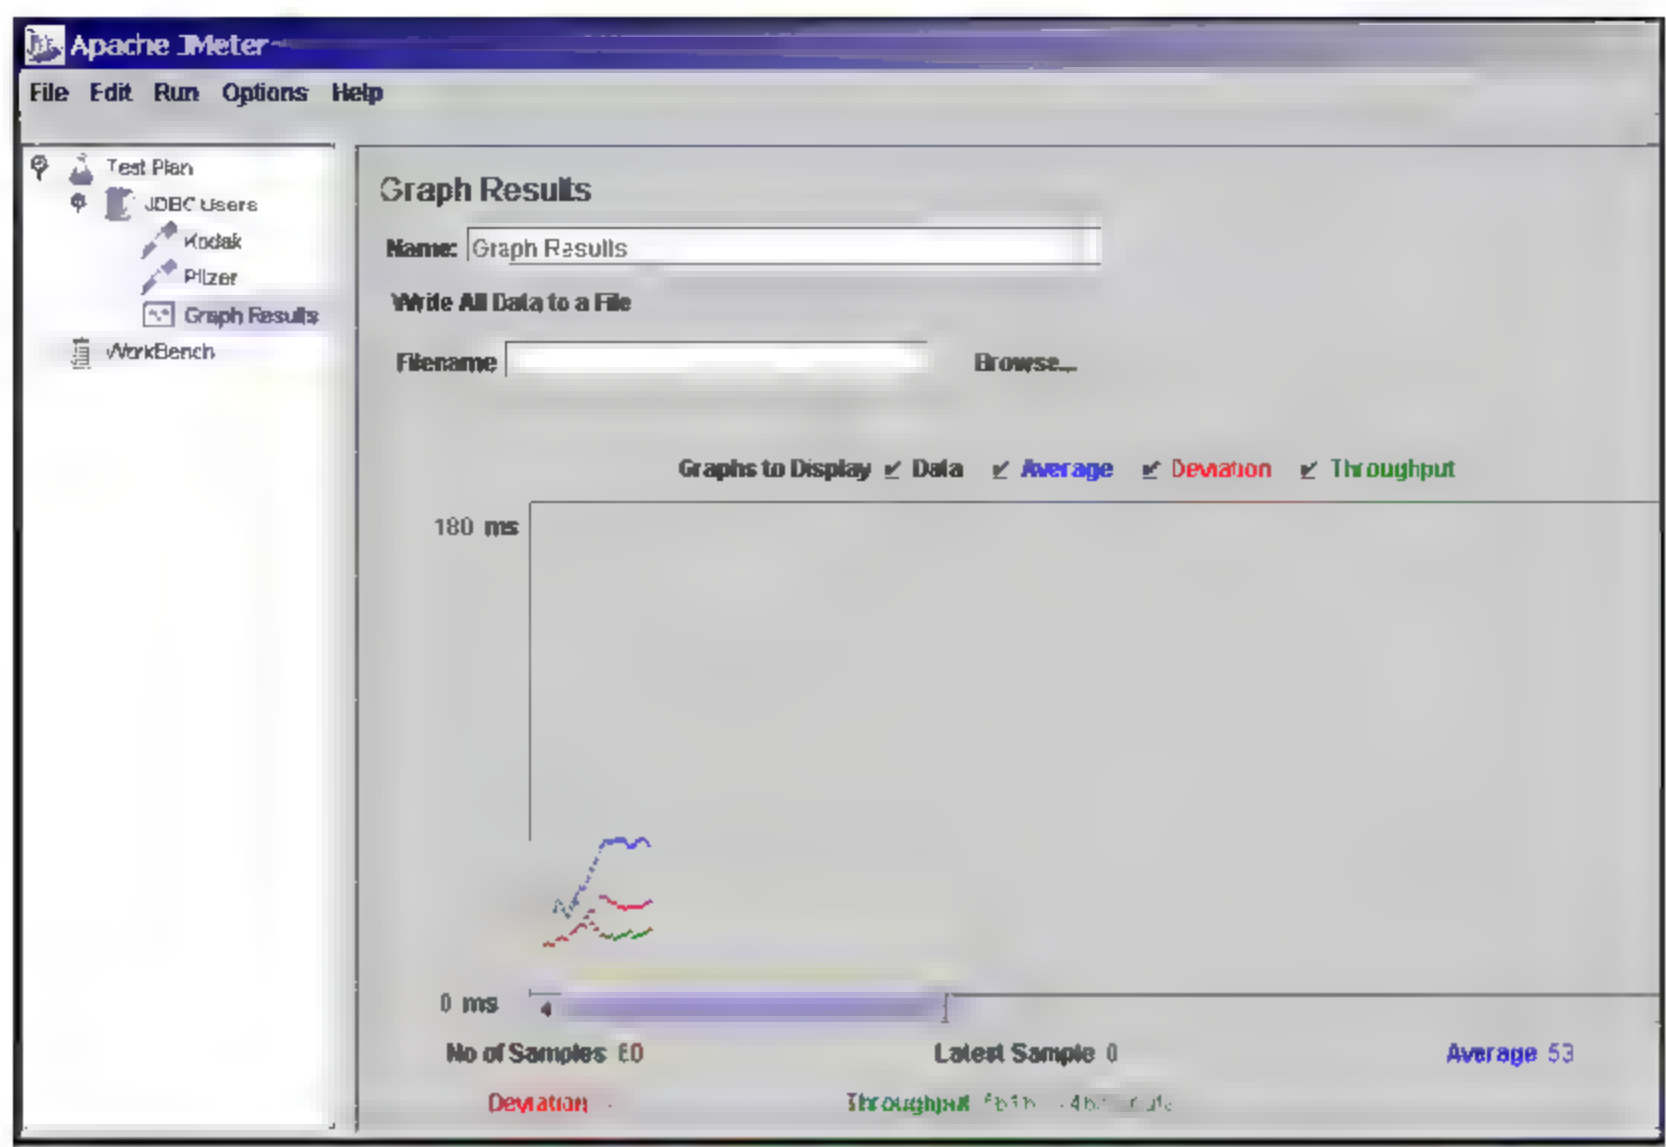 Apache JMeter
File Edit Run Options Help
Test Plan
JDBC Users
Kodak
Pfizer
Graph Results
WorkBench
Graph Results
Name: Graph Results
Write All Data to a File
Filename Browse...
Graphs to Display Data Average Deviation Throughput
180 ms
0 ms
No of Samples Latest Sample 0 Average 53
Deviation Throughput